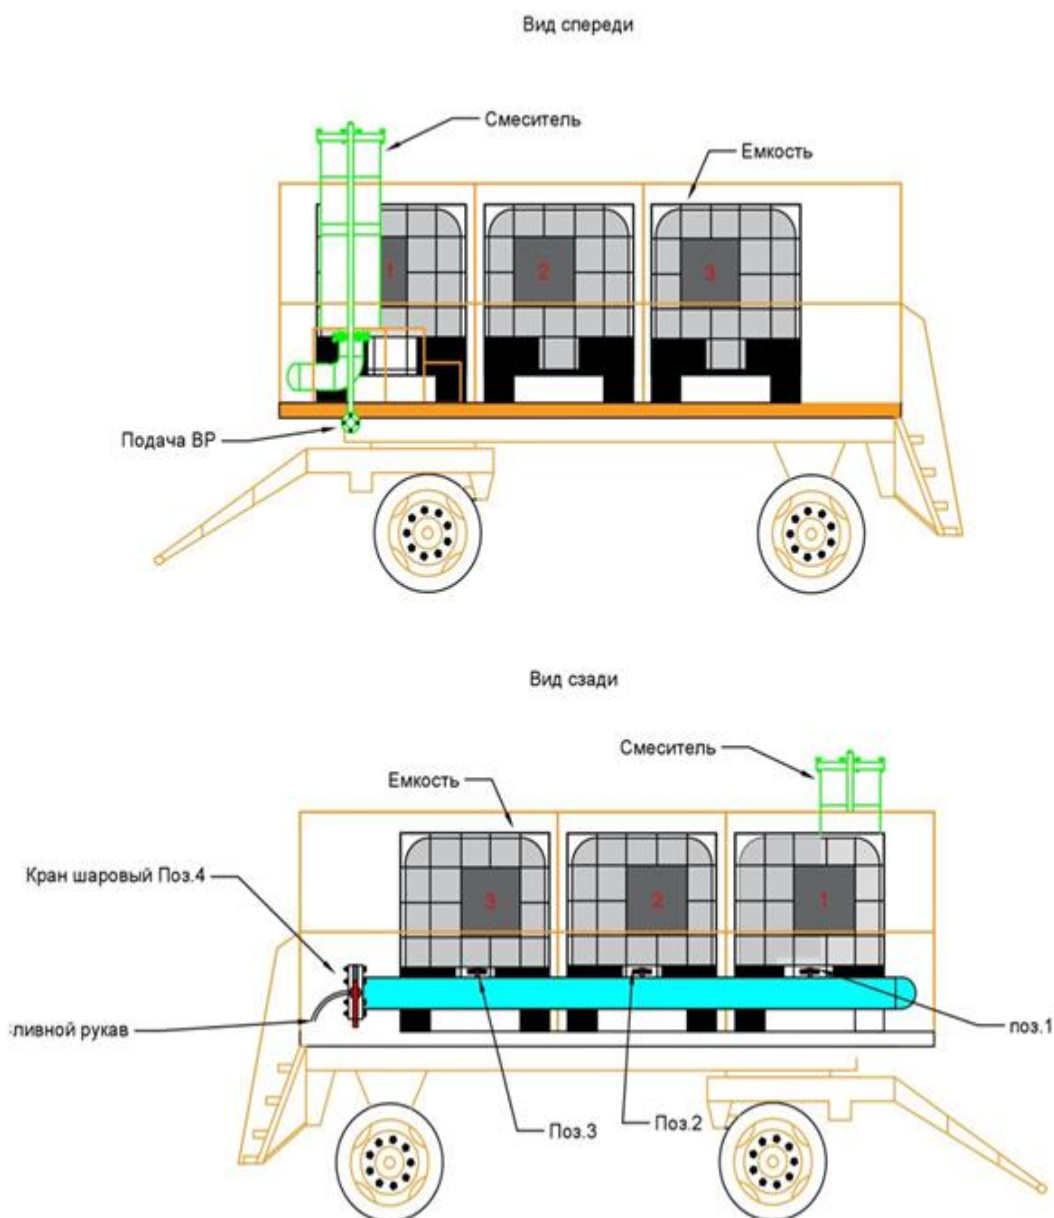 Вид спереди
Смеситель
Емкость
1
2
3
Подача ВР
Вид сзади
Смеситель
Емкость
Кран шаровый Поз.4
3
2
1
ливной рукав
поз.1
Поз.2
Поз.3